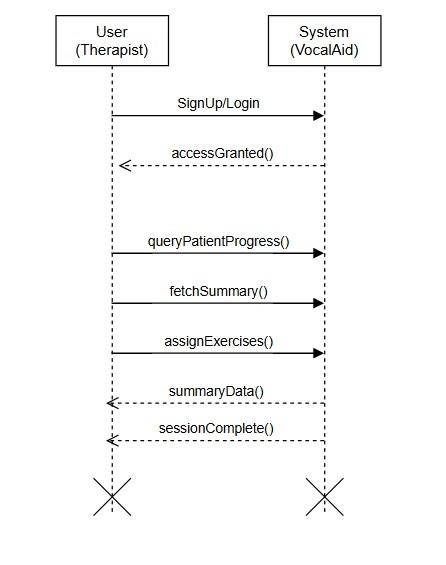 User
(Therapist)
System
(VocalAid)
SignUp/Login
accessGranted()
queryPatientProgress()
fetchSummary()
assignExercises()
summaryData()
sessionComplete()